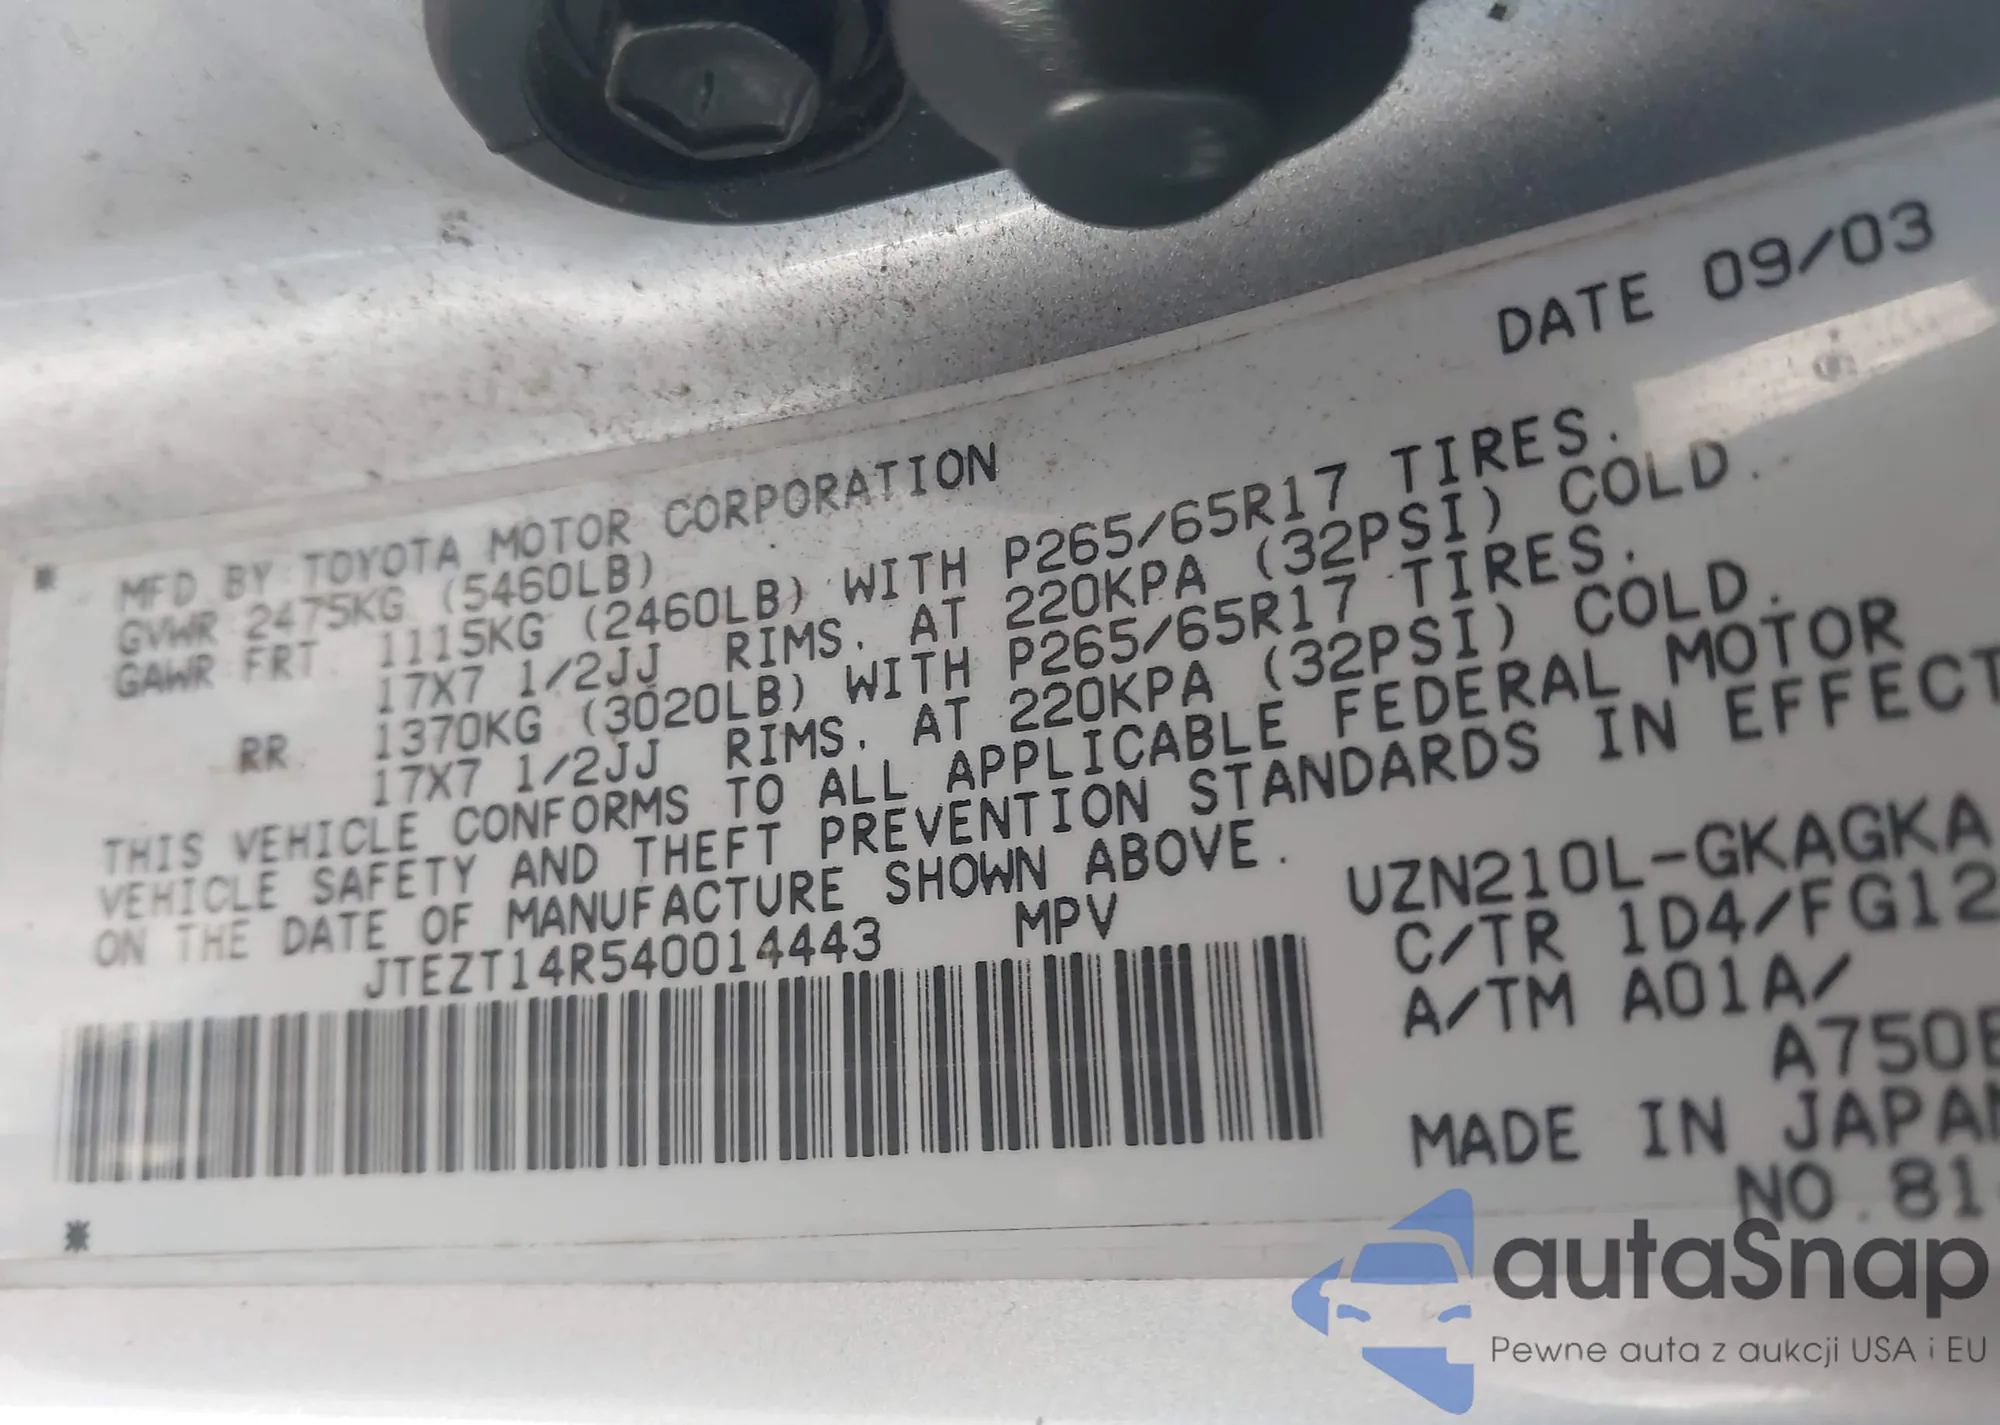 DATE 09/03
* MFD BY TOYOTA MOTOR CORPORATION
GVWR 2475KG (5460LB)
GAWR FRT 1115KG (2460LB) WITH P265/65R17 TIRES.
17X7 1/2JJ RIMS. AT 220KPA (32PSI) COLD.
RR 1370KG (3020LB) WITH P265/65R17 TIRES.
17X7 1/2JJ RIMS. AT 220KPA (32PSI) COLD.
THIS VEHICLE CONFORMS TO ALL APPLICABLE FEDERAL MOTOR
VEHICLE SAFETY AND THEFT PREVENTION STANDARDS IN EFFECT
ON THE DATE OF MANUFACTURE SHOWN ABOVE.
JTEZT14R540014443 MPV
UZN210L-GKAGKA
C/TR 1D4/FG12
A/TM A01A/
A750E
MADE IN JAPAN
NO.81
*
autaSnap
Pewne auta z aukcji USA i EU